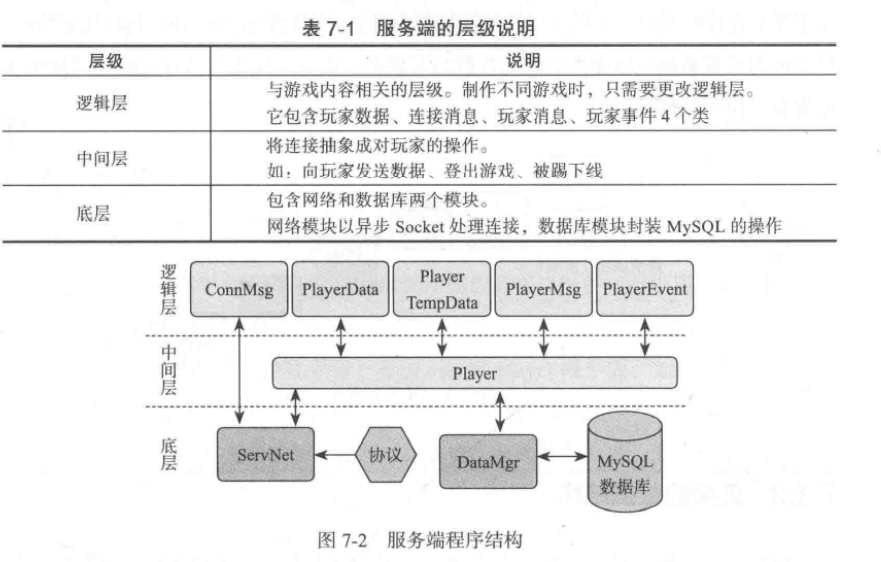 表 7-1 服务端的层级说明
层级 说明
逻辑层
与游戏内容相关的层级。制作不同游戏时，只需要更改逻辑层。
它包含玩家数据、连接消息、玩家消息、玩家事件 4 个类
中间层
将连接抽象成对玩家的操作。
如：向玩家发送数据、登出游戏、被踢下线
底层
包含网络和数据库两个模块。
网络模块以异步 Socket 处理连接，数据库模块封装 MySQL 的操作
逻辑层
ConnMsg
PlayerData
Player
TempData
PlayerMsg
PlayerEvent
中间层
Player
底层
ServNet
协议
DataMgr
MySQL
数据库
图 7-2 服务端程序结构